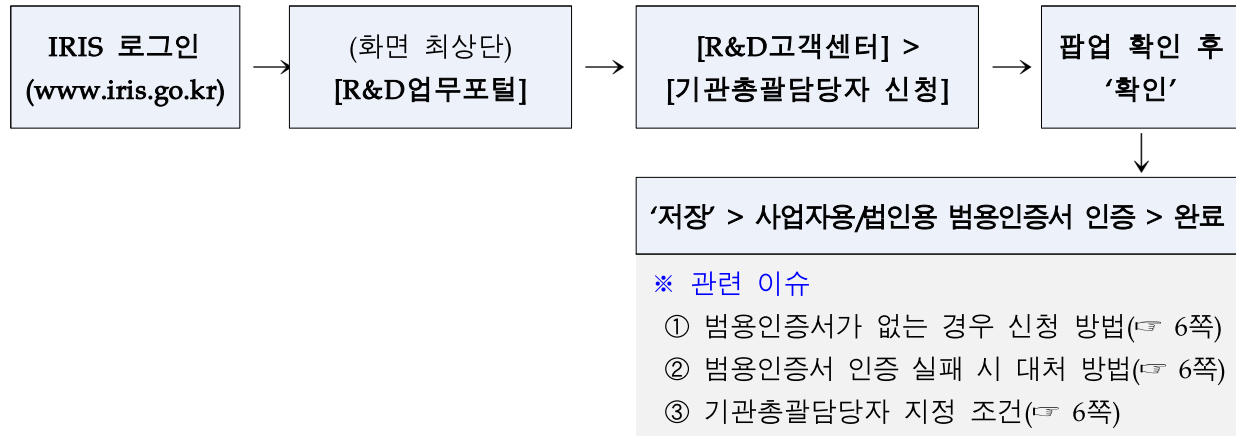 IRIS 로그인
(www.iris.go.kr)
(화면 최상단)
[R&D업무포털]
[R&D고객센터] >
[기관총괄담당자 신청]
팝업 확인 후
‘확인’
‘저장’ > 사업자용/법인용 범용인증서 인증 > 완료
※ 관련 이슈
① 범용인증서가 없는 경우 신청 방법(☞ 6쪽)
② 범용인증서 인증 실패 시 대처 방법(☞ 6쪽)
③ 기관총괄담당자 지정 조건(☞ 6쪽)